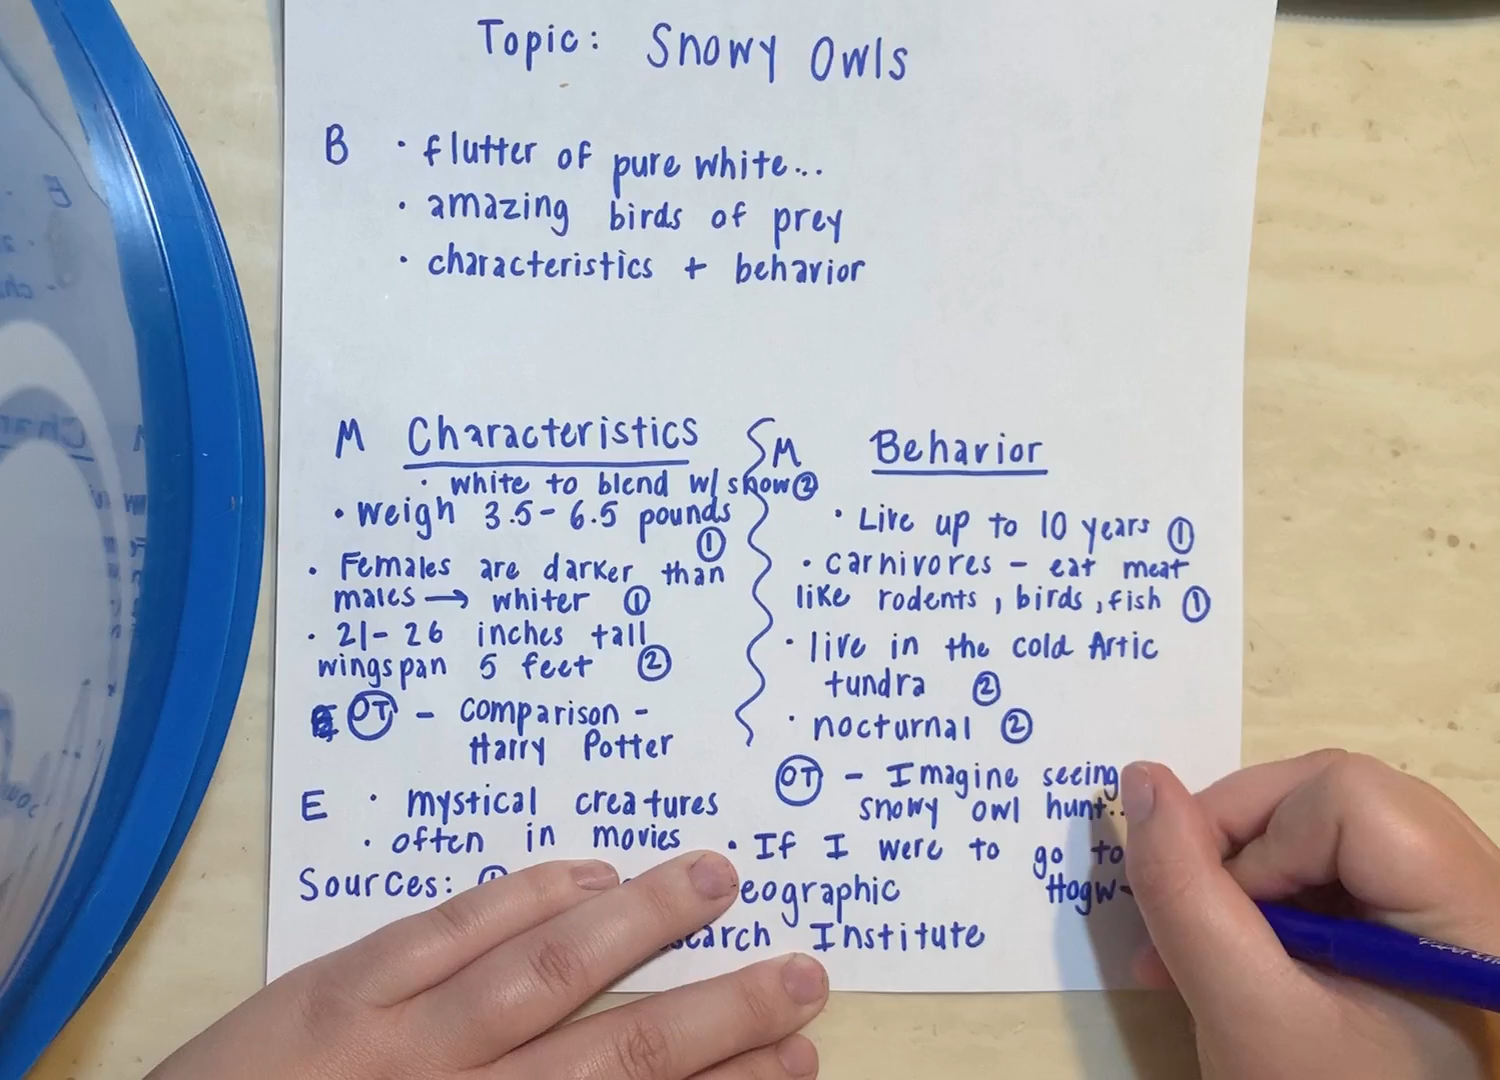 Topic: Snowy Owls
B • flutter of pure white...
• amazing birds of prey
• characteristics + behavior
M Characteristics
• white to blend w/ snow ②
• weigh 3.5-6.5 pounds ①
• Females are darker than
males → whiter ①
• 21-26 inches tall
wingspan 5 feet ②
OT - comparison -
Harry Potter
M Behavior
• Live up to 10 years ①
• carnivores - eat meat
like rodents, birds, fish ①
• live in the cold Artic
tundra ②
• nocturnal ②
OT - Imagine seeing
snowy owl hunt..
E • mystical creatures
• often in movies
• If I were to go to
Hogw
Sources: ① eographic
earch Institute